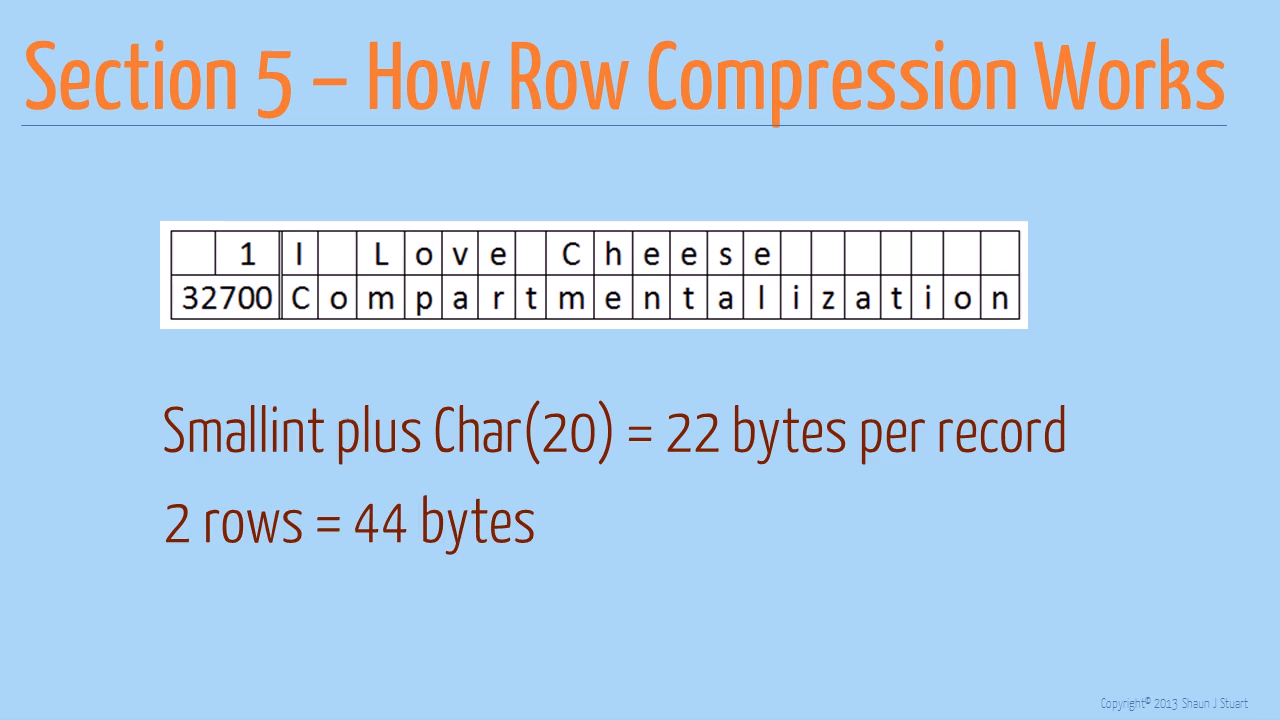 Section 5 – How Row Compression Works
1 I Love Cheese
32700 Compartmentalization
Smallint plus Char(20) = 22 bytes per record
2 rows = 44 bytes
Copyright© 2013 Shaun J Stuart